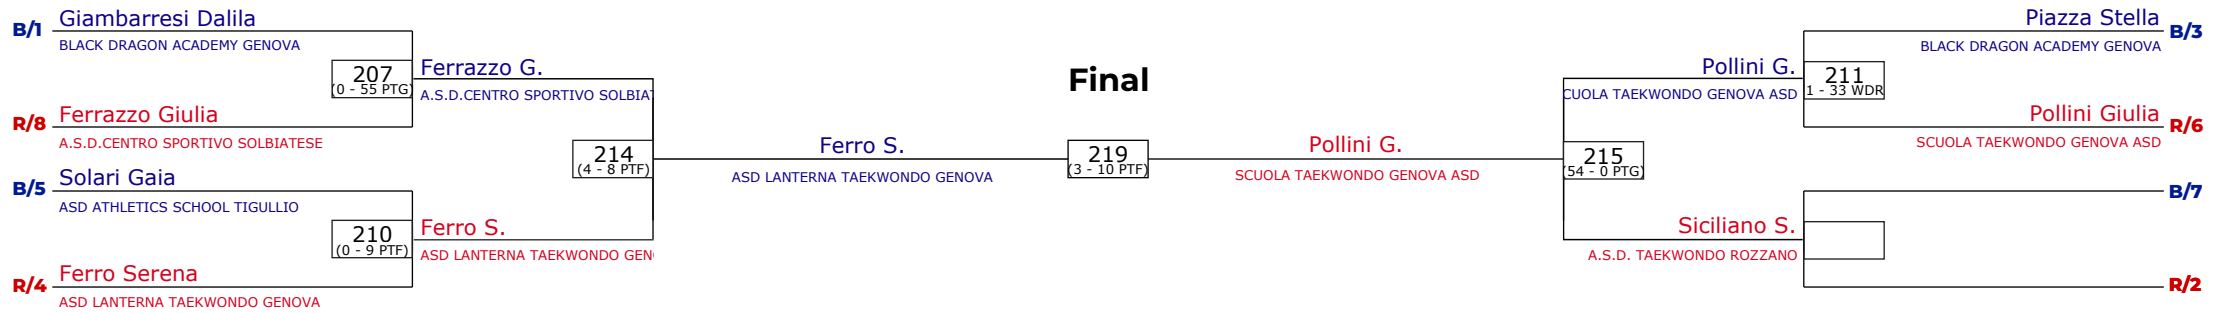 Giambarresi Dalila
B/1
BLACK DRAGON ACADEMY GENOVA
207
(0 - 55 PTG)
Ferrazzo Giulia
R/8
A.S.D.CENTRO SPORTIVO SOLBIATESE
Ferrazzo G.
A.S.D.CENTRO SPORTIVO SOLBIAT
Solari Gaia
B/5
ASD ATHLETICS SCHOOL TIGULLIO
210
(0 - 9 PTF)
Ferro Serena
R/4
ASD LANTERNA TAEKWONDO GENOVA
Ferro S.
ASD LANTERNA TAEKWONDO GEN
214
(4 - 8 PTF)
Ferro S.
ASD LANTERNA TAEKWONDO GENOVA
Final
219
(3 - 10 PTF)
Pollini G.
SCUOLA TAEKWONDO GENOVA ASD
215
(54 - 0 PTG)
Pollini G.
CUOLA TAEKWONDO GENOVA ASD
Siciliano S.
A.S.D. TAEKWONDO ROZZANO
Piazza Stella
B/3
BLACK DRAGON ACADEMY GENOVA
211
1 - 33 WDR
Pollini Giulia
R/6
SCUOLA TAEKWONDO GENOVA ASD
B/7
R/2